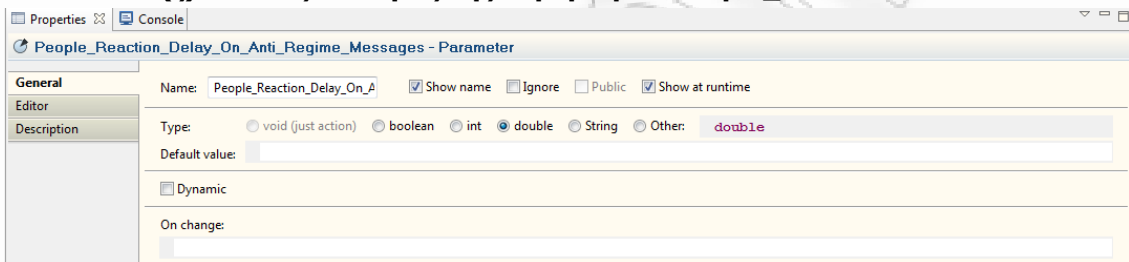 Properties Console
People_Reaction_Delay_On_Anti_Regime_Messages - Parameter
General
Editor
Description
Name: People_Reaction_Delay_On_A Show name Ignore Public Show at runtime
Type: void (just action) boolean int double String Other: double
Default value:
Dynamic
On change: